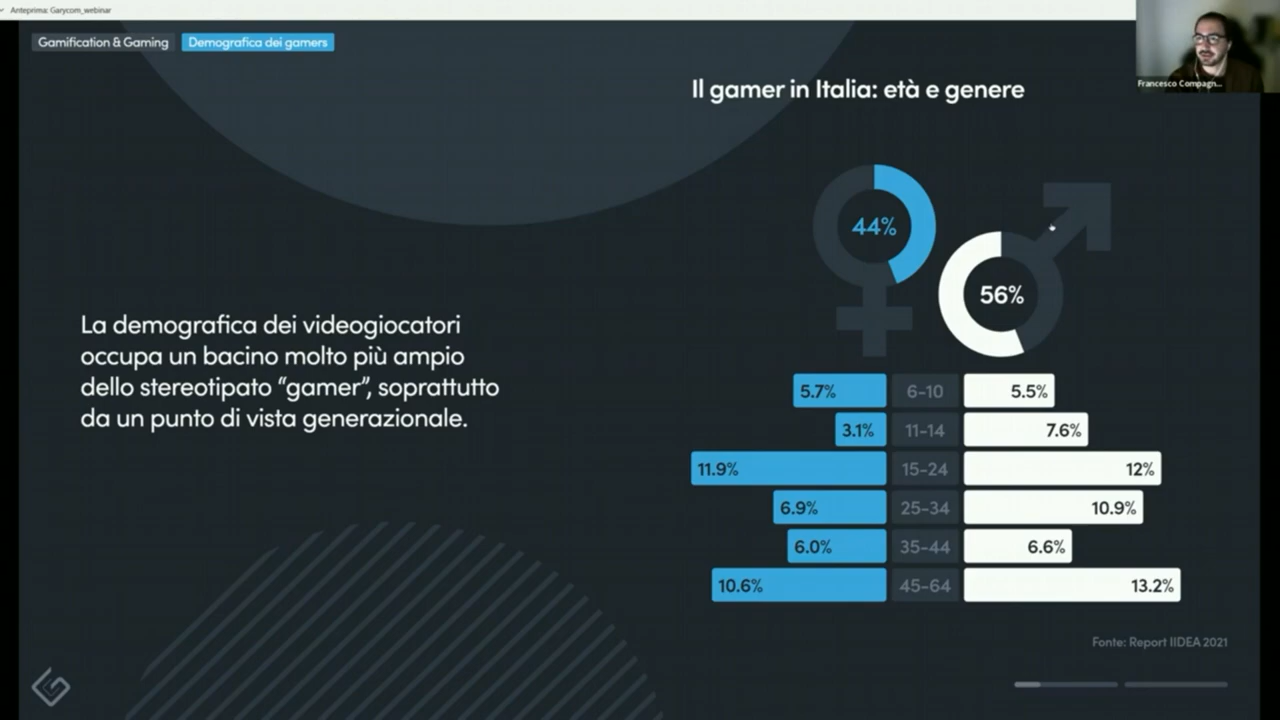 Anteprima: Garycom_webinar
Gamification & Gaming
Demografica dei gamers
Francesco Compagn...
Il gamer in Italia: età e genere
44%
56%
La demografica dei videogiocatori
occupa un bacino molto più ampio
dello stereotipato “gamer”, soprattutto
da un punto di vista generazionale.
5.7% 6-10 5.5%
3.1% 11-14 7.6%
11.9% 15-24 12%
6.9% 25-34 10.9%
6.0% 35-44 6.6%
10.6% 45-64 13.2%
Fonte: Report IIDEA 2021